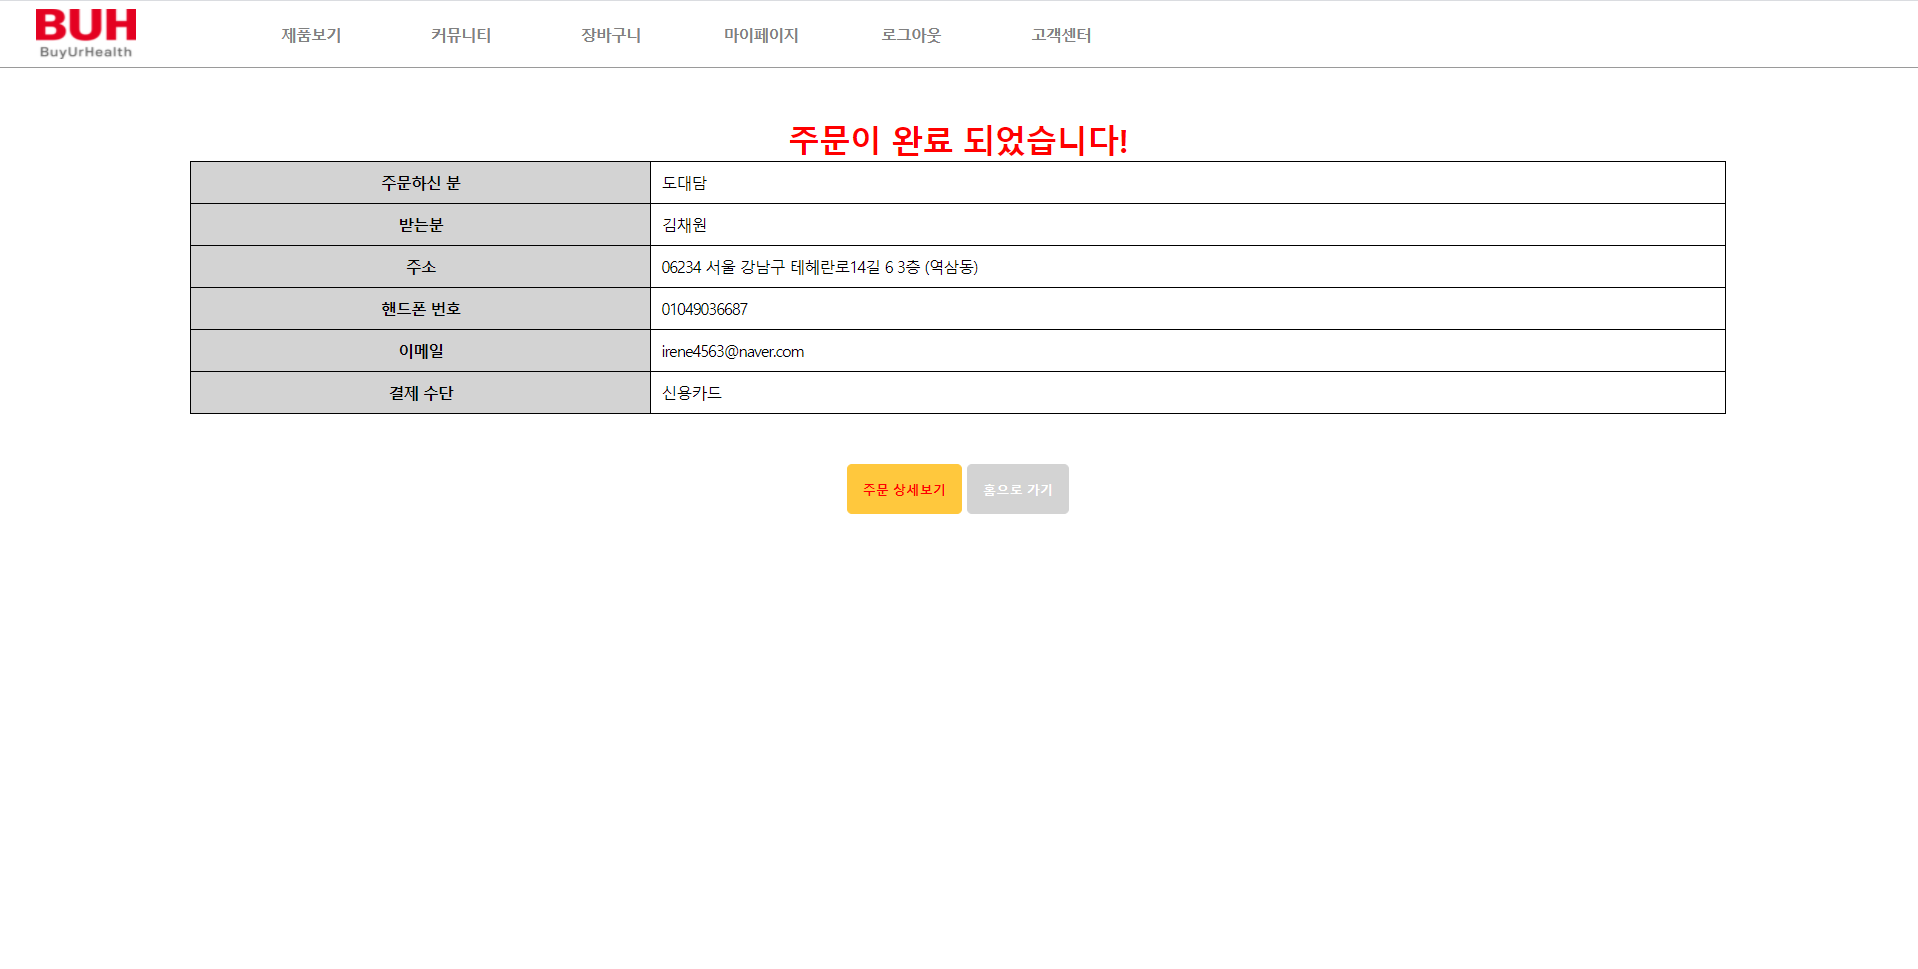 BUH
BuyUrHealth
제품보기 커뮤니티 장바구니 마이페이지 로그아웃 고객센터
주문이 완료 되었습니다!
주문하신 분 도대담
받는분 김채원
주소 06234 서울 강남구 테헤란로14길 6 3층 (역삼동)
핸드폰 번호 01049036687
이메일 irene4563@naver.com
결제 수단 신용카드
주문 상세보기 홈으로 가기